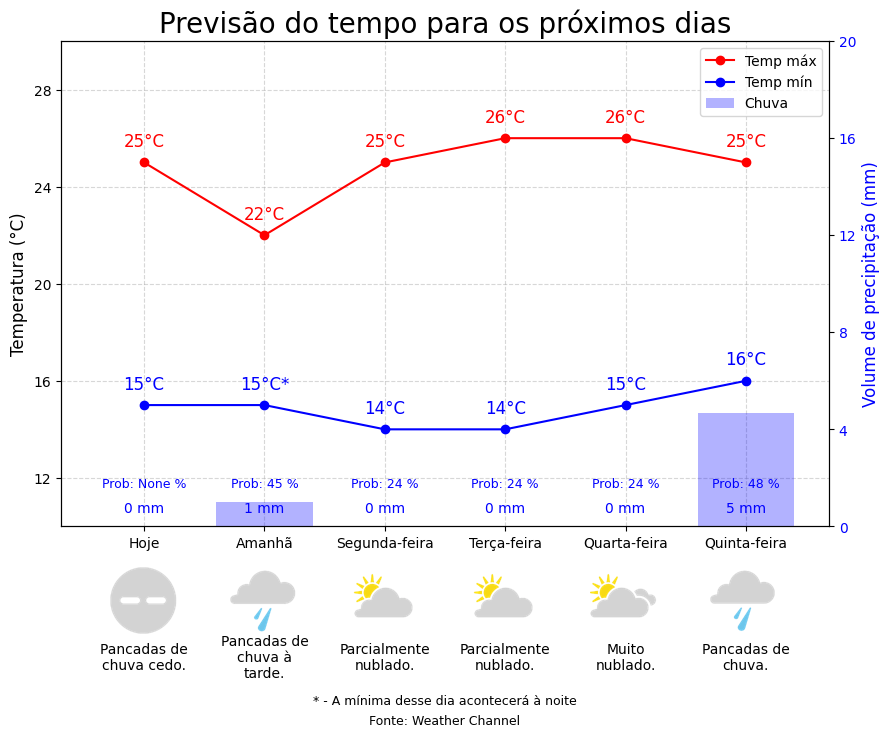 Previsão do tempo para os próximos dias
Temp máx
Temp mín
Chuva
Temperatura (°C)
28
24
20
16
12
Volume de precipitação (mm)
20
16
12
8
4
0
25°C 22°C 25°C 26°C 26°C 25°C
15°C 15°C* 14°C 14°C 15°C 16°C
Prob: None % Prob: 45 % Prob: 24 % Prob: 24 % Prob: 24 % Prob: 48 %
0 mm 1 mm 0 mm 0 mm 0 mm 5 mm
Hoje Amanhã Segunda-feira Terça-feira Quarta-feira Quinta-feira
Pancadas de
chuva cedo.
Pancadas de
chuva à
tarde.
Parcialmente
nublado.
Parcialmente
nublado.
Muito
nublado.
Pancadas de
chuva.
* - A mínima desse dia acontecerá à noite
Fonte: Weather Channel